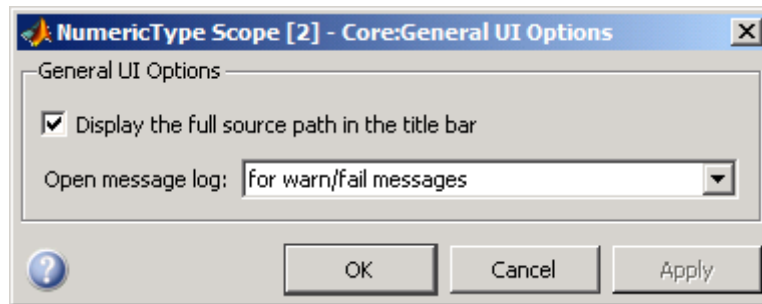 NumericType Scope [2] - Core:General UI Options
General UI Options
Display the full source path in the title bar
Open message log: for warn/fail messages
? OK Cancel Apply